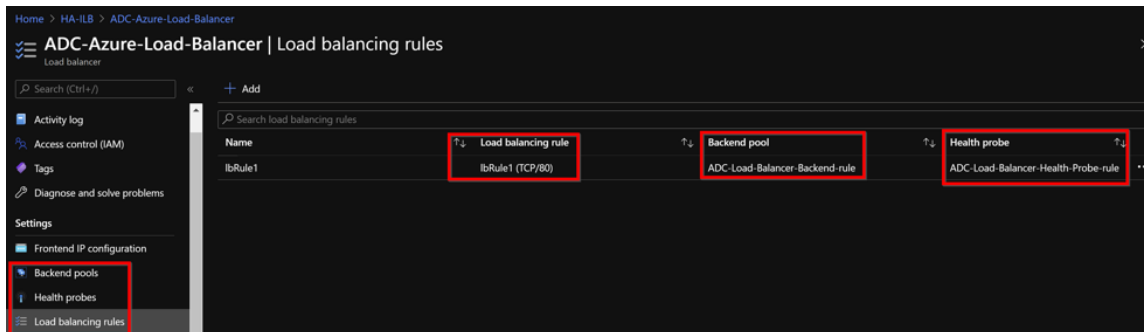 Home > HA-ILB > ADC-Azure-Load-Balancer
ADC-Azure-Load-Balancer | Load balancing rules
Load balancer
Search (Ctrl+/)
Add
Activity log
Access control (IAM)
Tags
Diagnose and solve problems
Settings
Frontend IP configuration
Backend pools
Health probes
Load balancing rules
Search load balancing rules
Name Load balancing rule Backend pool Health probe
lbRule1 lbRule1 (TCP/80) ADC-Load-Balancer-Backend-rule ADC-Load-Balancer-Health-Probe-rule